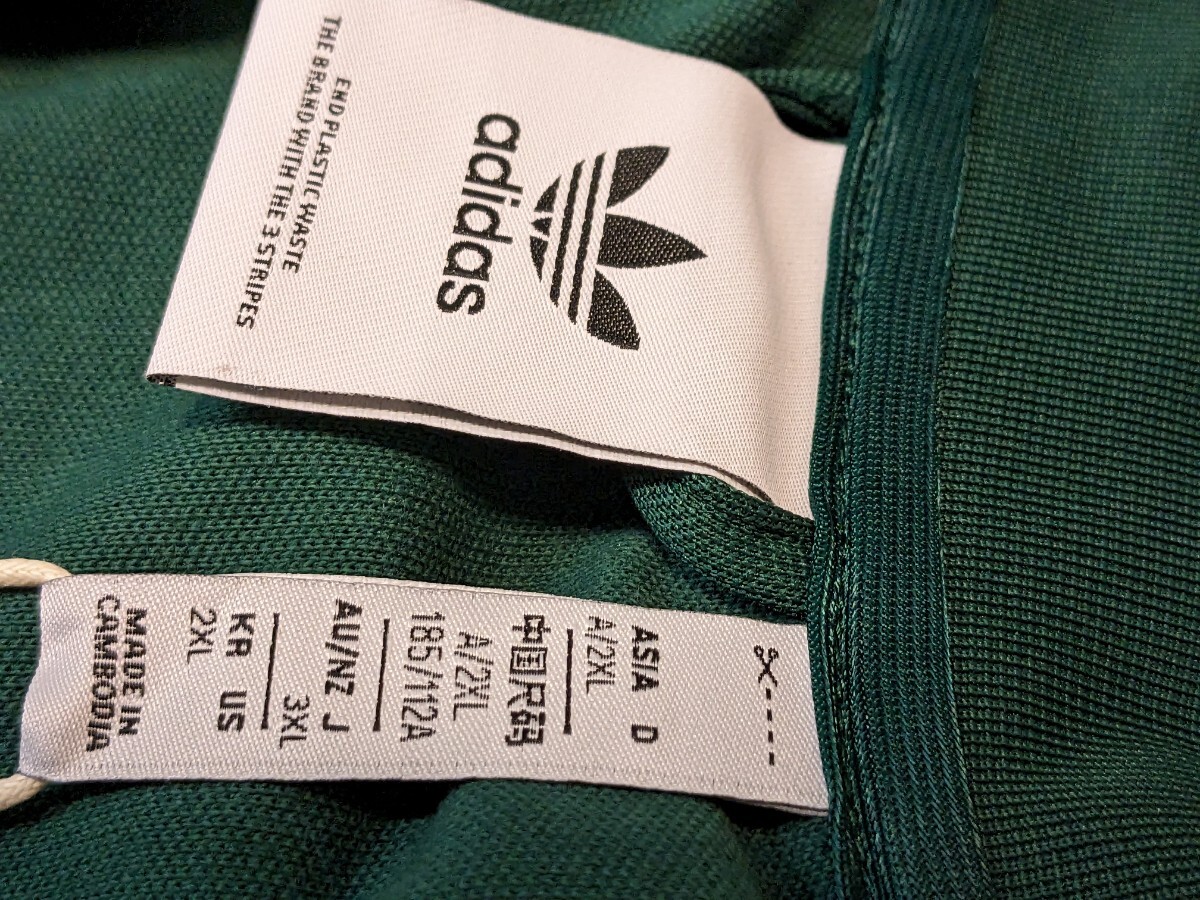 adidas
END PLASTIC WASTE
THE BRAND WITH THE 3 STRIPES
ASIA D
A/2XL
中国尺码
A/2XL
185/112A
AU/NZ J
3XL
KR US
2XL
MADE IN
CAMBODIA